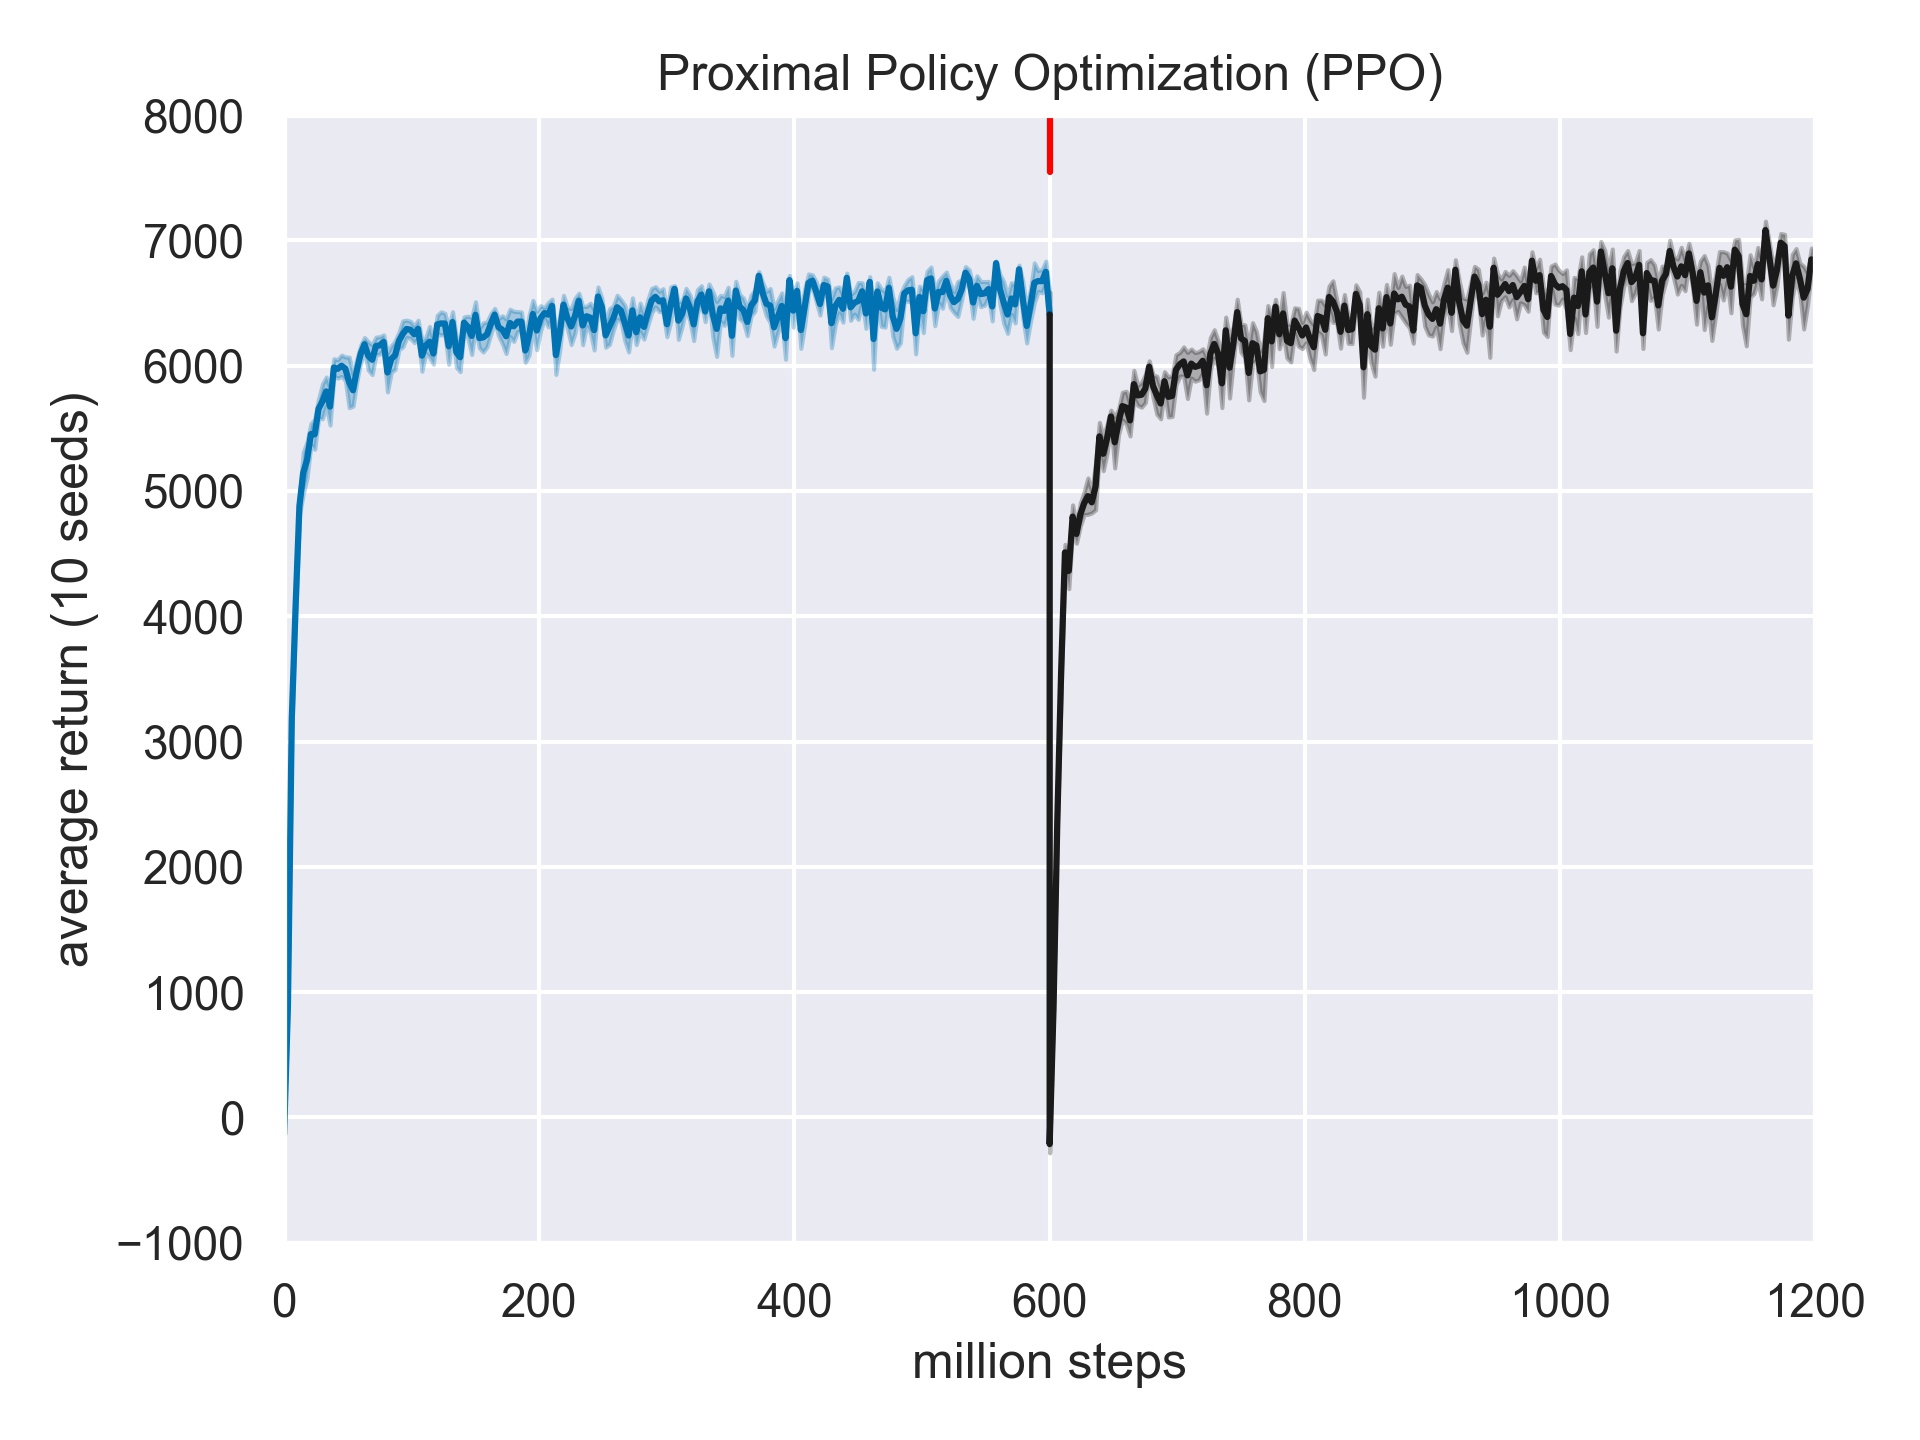 Proximal Policy Optimization (PPO)
8000
7000
6000
5000
4000
3000
2000
1000
0
−1000
average return (10 seeds)
0 200 400 600 800 1000 1200
million steps